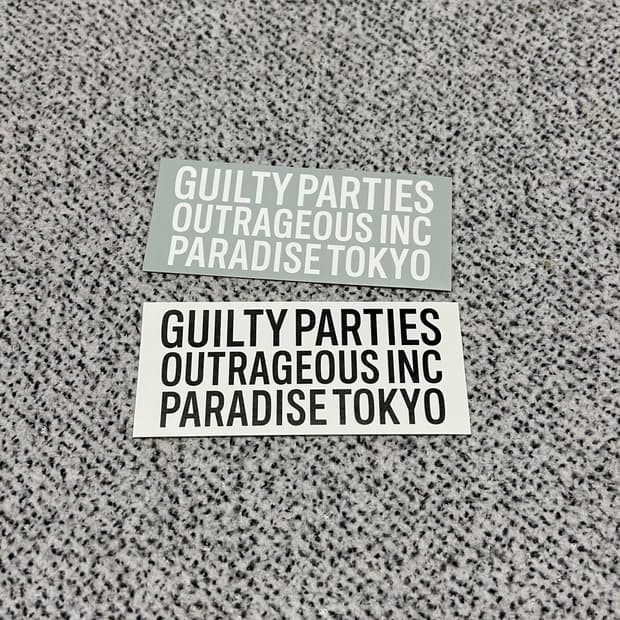 GUILTY PARTIES
OUTRAGEOUS INC
PARADISE TOKYO
GUILTY PARTIES
OUTRAGEOUS INC
PARADISE TOKYO